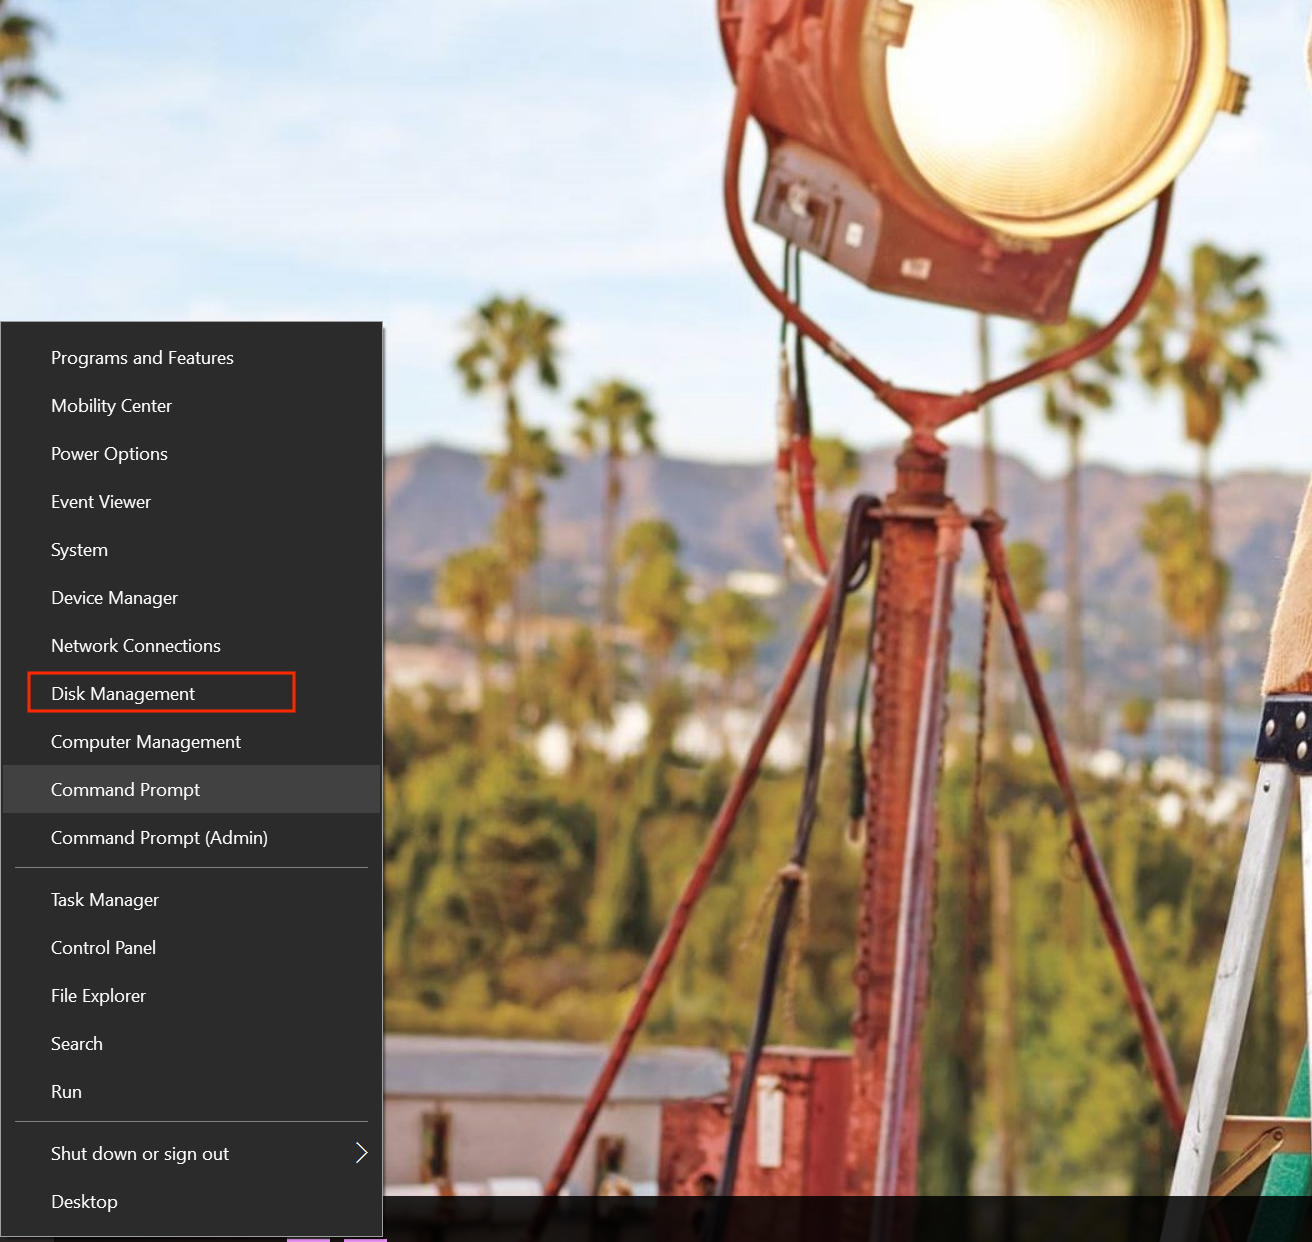 Programs and Features
Mobility Center
Power Options
Event Viewer
System
Device Manager
Network Connections
Disk Management
Computer Management
Command Prompt
Command Prompt (Admin)
Task Manager
Control Panel
File Explorer
Search
Run
Shut down or sign out
Desktop